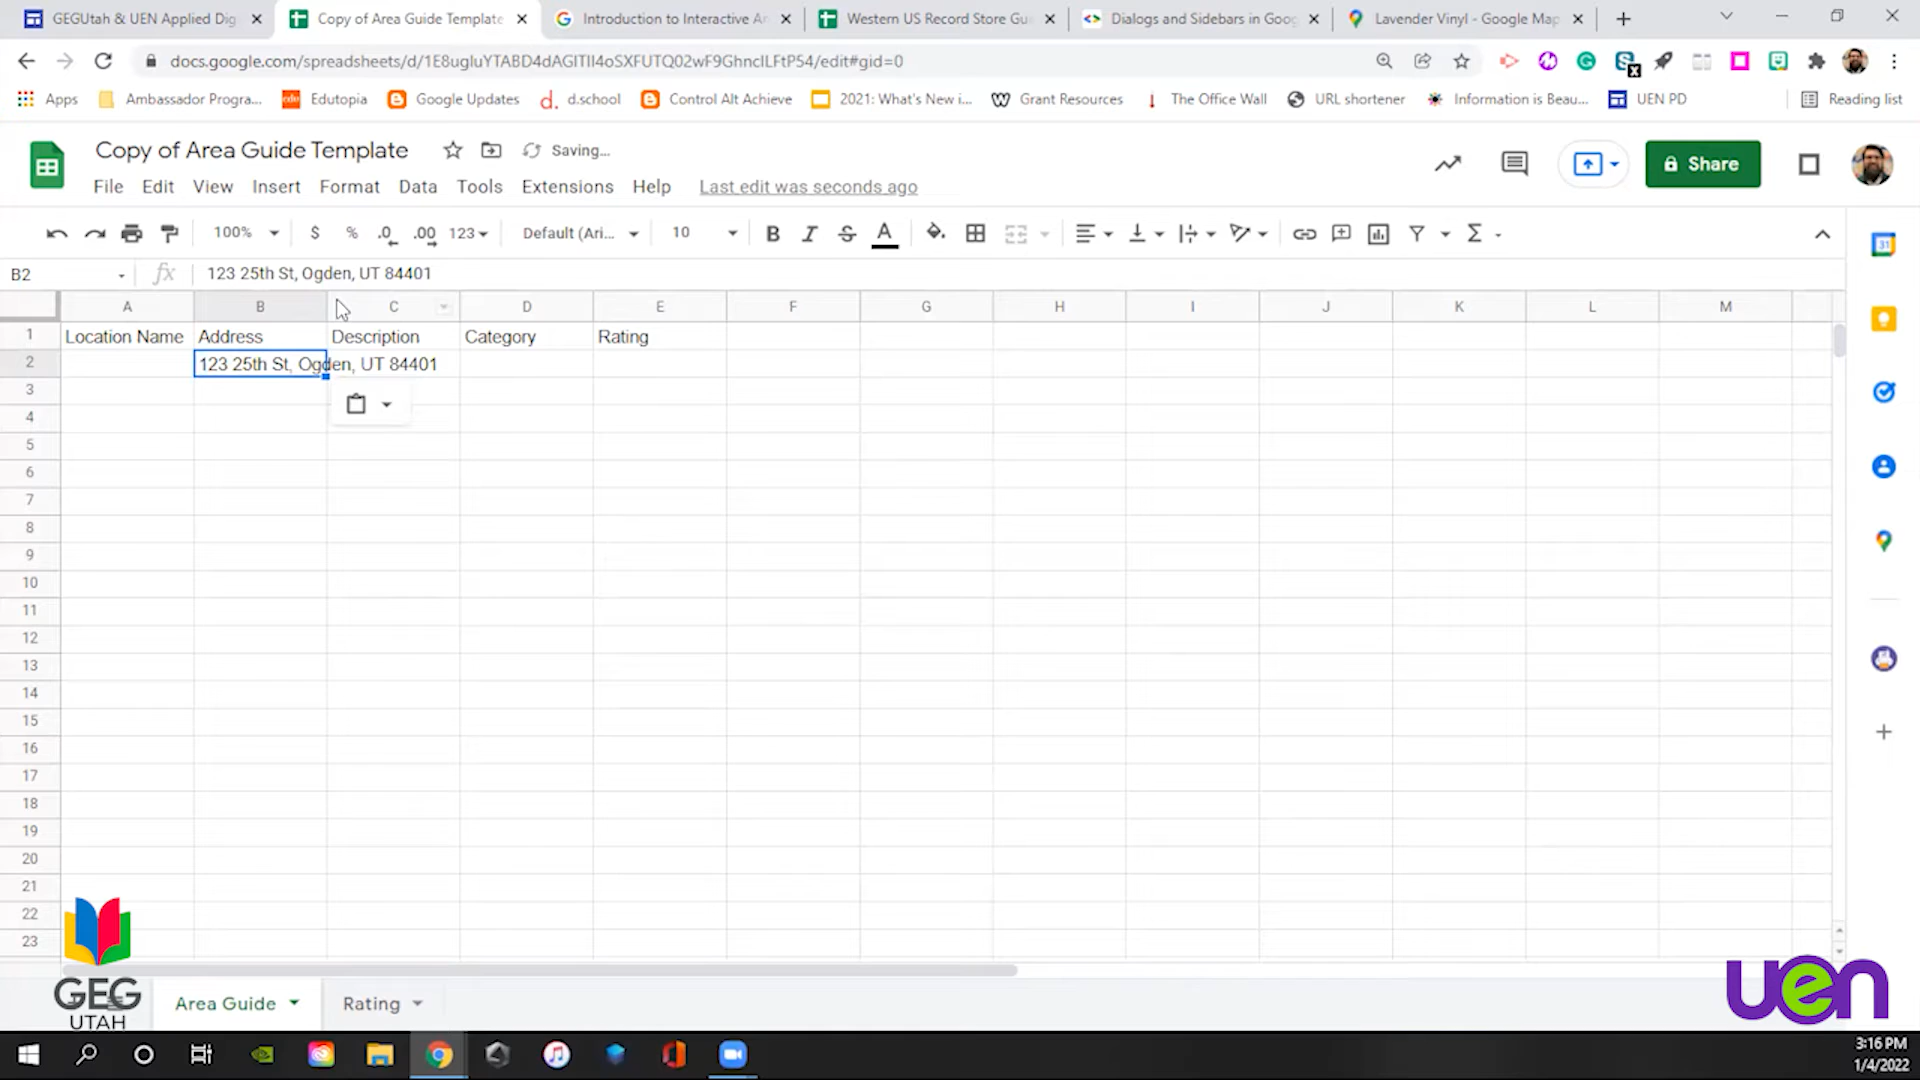 GEGUtah & UEN Applied Dig
Copy of Area Guide Template
Introduction to Interactive Ar
Western US Record Store Gu
Dialogs and Sidebars in Goog
Lavender Vinyl - Google Map
docs.google.com/spreadsheets/d/1E8ugluYTABD4dAGlTlI4oSXFUTQ02wF9GhncILFtP54/edit#gid=0
Apps
Ambassador Progra...
Edutopia
Google Updates
d.school
Control Alt Achieve
2021: What's New i...
Grant Resources
The Office Wall
URL shortener
Information is Beau...
UEN PD
Reading list
Copy of Area Guide Template
Saving...
File Edit View Insert Format Data Tools Extensions Help
Last edit was seconds ago
Share
100% $ % .0 .00 123 Default (Ari... 10 B I S A
B2 fx 123 25th St, Ogden, UT 84401
A B C D E F G H I J K L M
1 Location Name Address Description Category Rating
2 123 25th St, Ogden, UT 84401
3
4
5
6
7
8
9
10
11
12
13
14
15
16
17
18
19
20
21
22
23
GEG
UTAH
Area Guide
Rating
uen
3:16 PM
1/4/2022